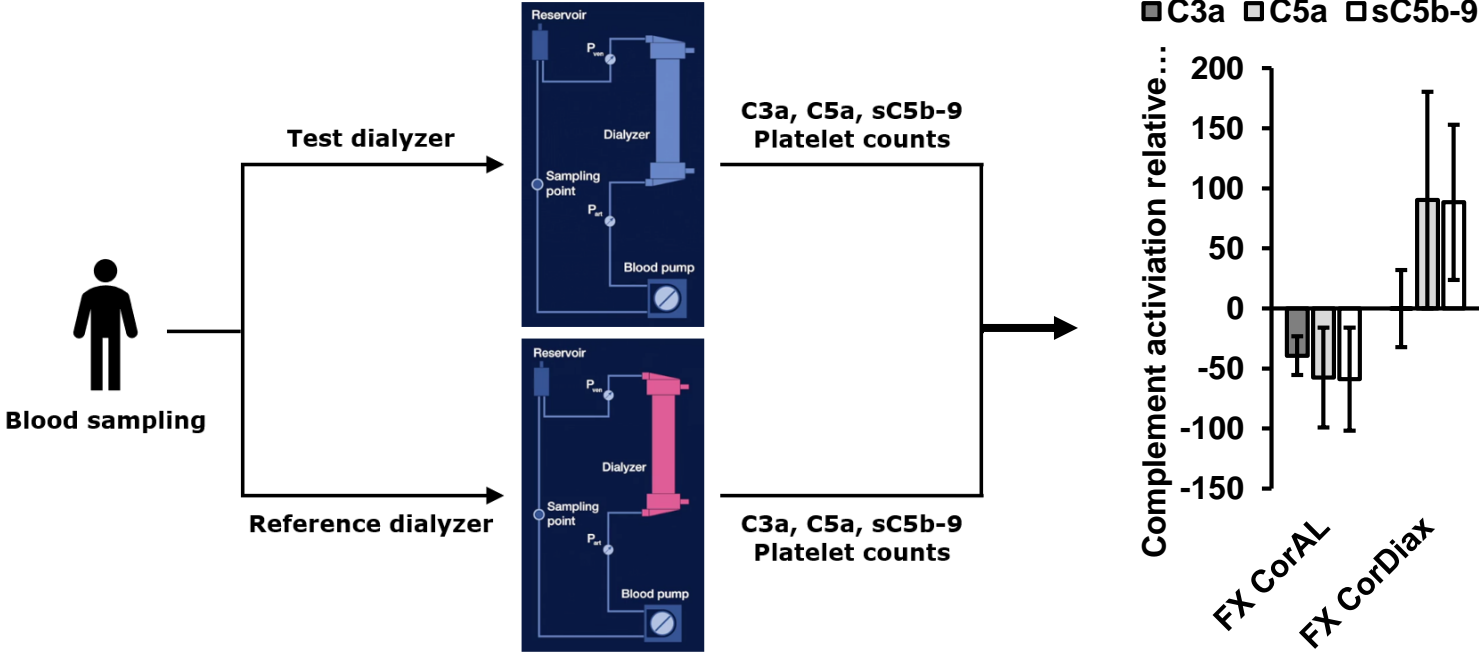 Blood sampling
Test dialyzer
Reference dialyzer
Reservoir
Pven
Dialyzer
Sampling
point
Part
Blood pump
Reservoir
Pven
Dialyzer
Sampling
point
Part
Blood pump
C3a, C5a, sC5b-9
Platelet counts
C3a, C5a, sC5b-9
Platelet counts
C3a C5a sC5b-9
Complement activiation relative…
200
150
100
50
0
-50
-100
-150
FX CorAL
FX CorDiax